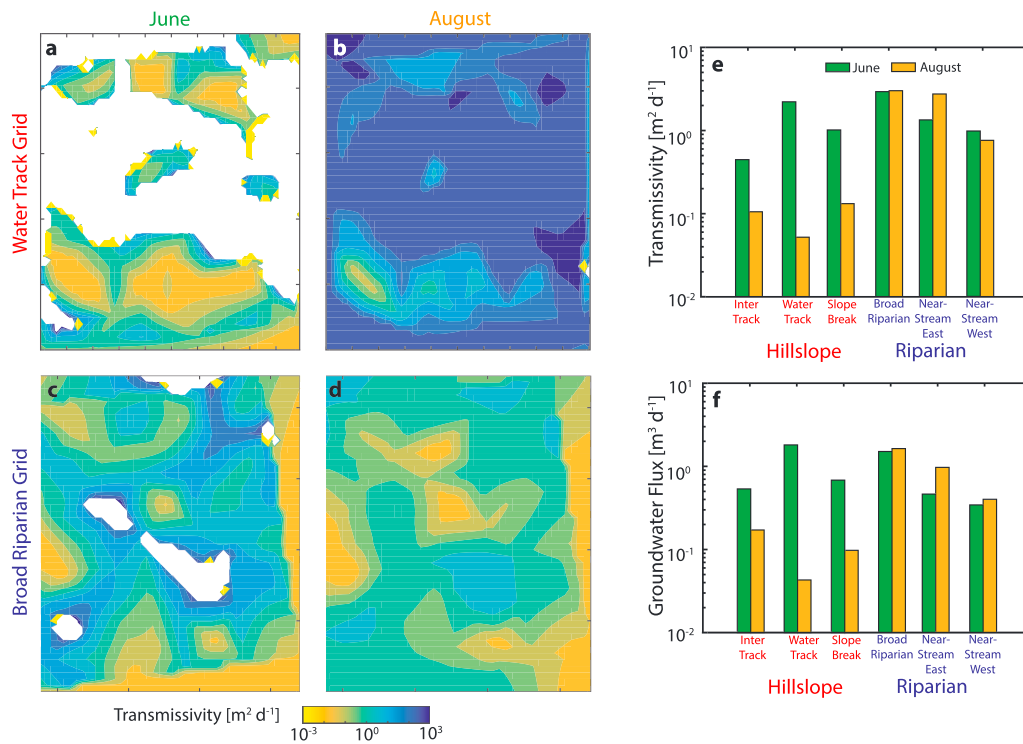 June
August
Water Track Grid
Broad Riparian Grid
a
b
c
d
Transmissivity [m² d⁻¹]
10⁻³
10⁰
10³
e
June
August
Transmissivity [m² d⁻¹]
10¹
10⁰
10⁻¹
10⁻²
Inter
Track
Water
Track
Slope
Break
Broad
Riparian
Near-
Stream
East
Near-
Stream
West
Hillslope
Riparian
f
Groundwater Flux [m³ d⁻¹]
10¹
10⁰
10⁻¹
10⁻²
Inter
Track
Water
Track
Slope
Break
Broad
Riparian
Near-
Stream
East
Near-
Stream
West
Hillslope
Riparian